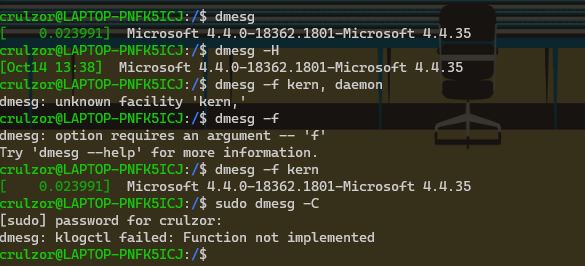 crulzor@LAPTOP-PNFK5ICJ:/$ dmesg
[    0.023991]  Microsoft 4.4.0-18362.1801-Microsoft 4.4.35
crulzor@LAPTOP-PNFK5ICJ:/$ dmesg -H
[Oct14 13:38]  Microsoft 4.4.0-18362.1801-Microsoft 4.4.35
crulzor@LAPTOP-PNFK5ICJ:/$ dmesg -f kern, daemon
dmesg: unknown facility 'kern,'
crulzor@LAPTOP-PNFK5ICJ:/$ dmesg -f
dmesg: option requires an argument -- 'f'
Try 'dmesg --help' for more information.
crulzor@LAPTOP-PNFK5ICJ:/$ dmesg -f kern
[    0.023991]  Microsoft 4.4.0-18362.1801-Microsoft 4.4.35
crulzor@LAPTOP-PNFK5ICJ:/$ sudo dmesg -C
[sudo] password for crulzor:
dmesg: klogctl failed: Function not implemented
crulzor@LAPTOP-PNFK5ICJ:/$